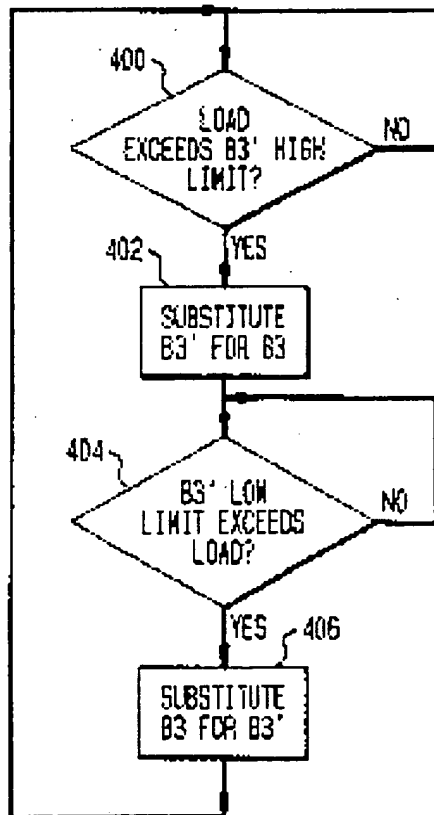 400
LOAD
EXCEEDS B3' HIGH
LIMIT?
NO
YES
402
SUBSTITUTE
B3' FOR B3
404
B3' LOW
LIMIT EXCEEDS
LOAD?
NO
YES
406
SUBSTITUTE
B3 FOR B3'